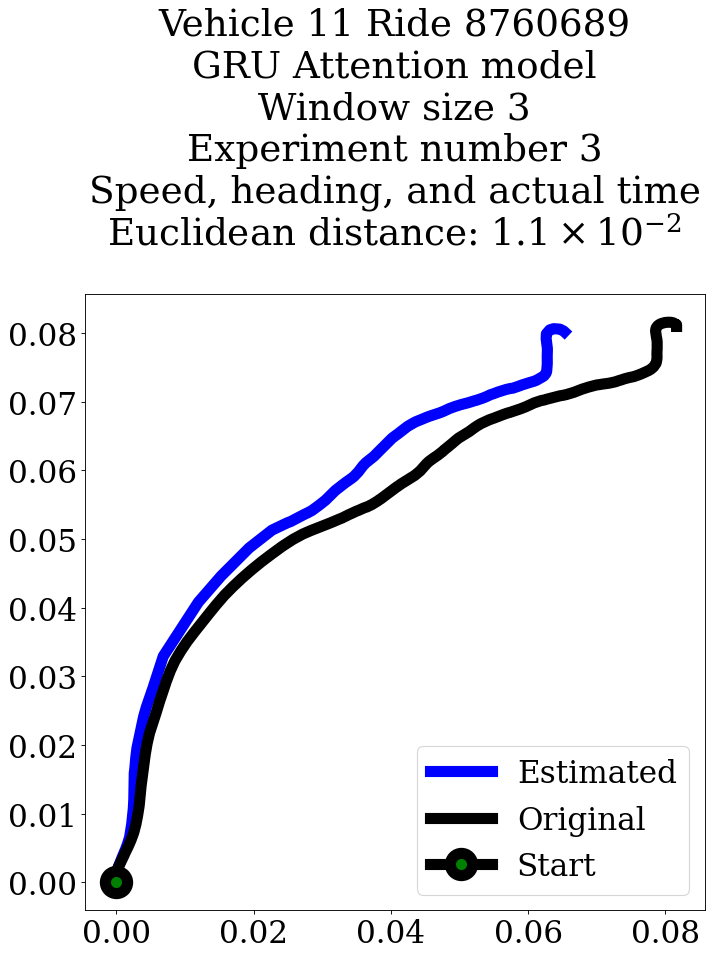 Vehicle 11 Ride 8760689
GRU Attention model
Window size 3
Experiment number 3
Speed, heading, and actual time
Euclidean distance: 1.1 × 10⁻²
0.08
0.07
0.06
0.05
0.04
0.03
0.02
0.01
0.00
Estimated
Original
Start
0.00 0.02 0.04 0.06 0.08